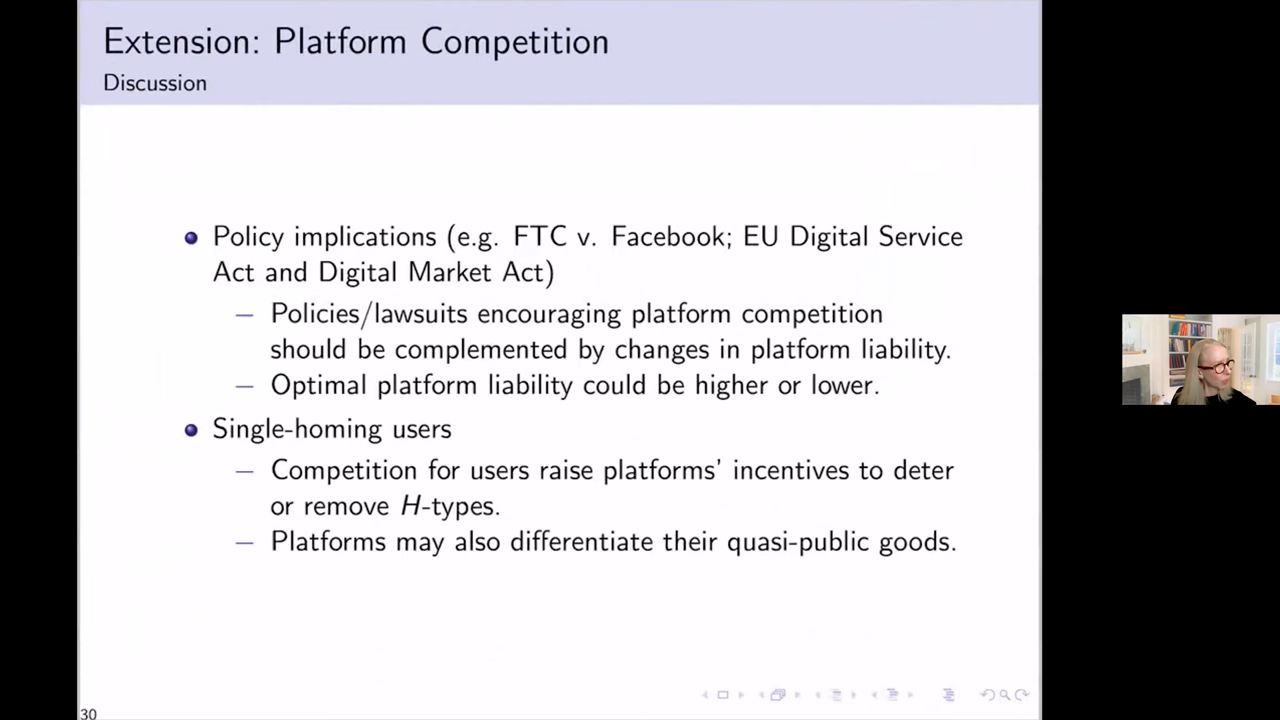 Extension: Platform Competition
Discussion
Policy implications (e.g. FTC v. Facebook; EU Digital Service
Act and Digital Market Act)
– Policies/lawsuits encouraging platform competition
should be complemented by changes in platform liability.
– Optimal platform liability could be higher or lower.
Single-homing users
– Competition for users raise platforms' incentives to deter
or remove H-types.
– Platforms may also differentiate their quasi-public goods.
30